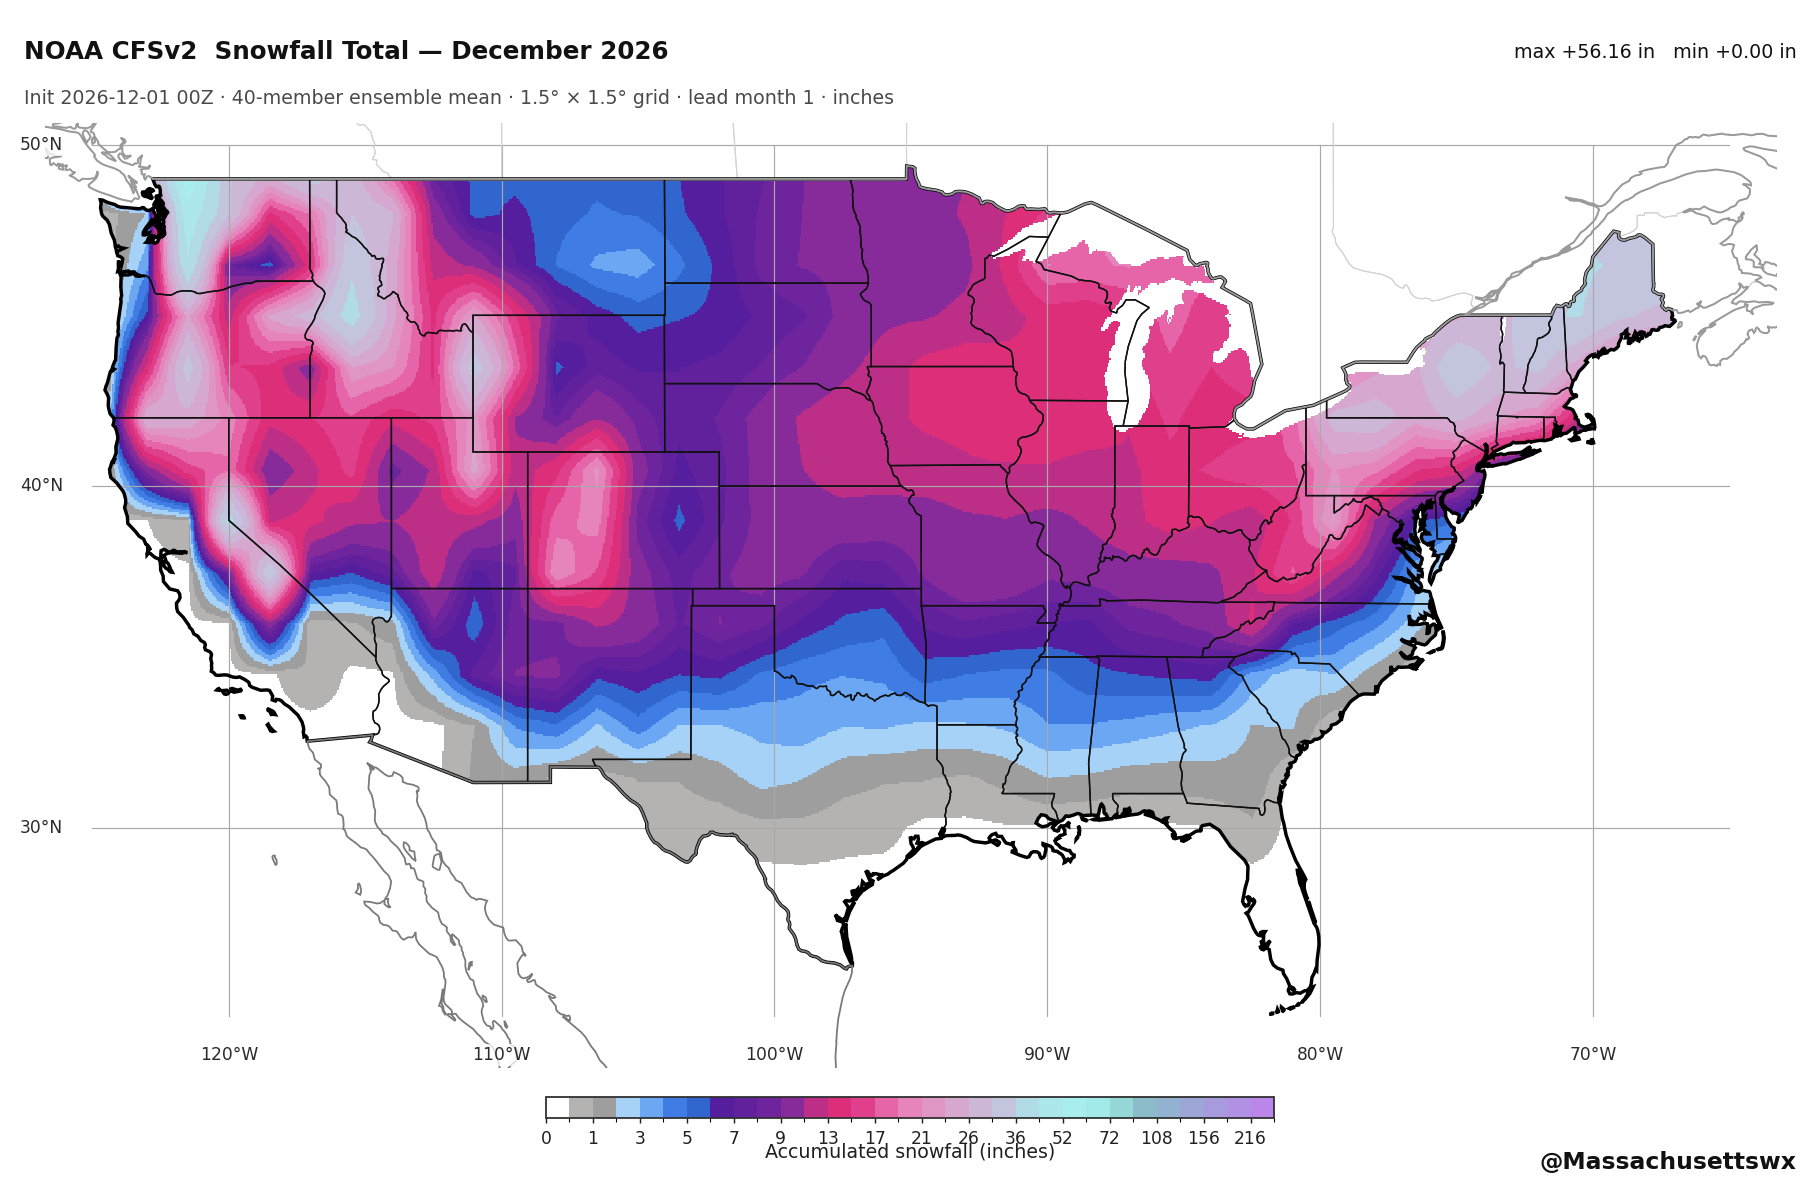 NOAA CFSv2  Snowfall Total — December 2026
max +56.16 in   min +0.00 in
Init 2026-12-01 00Z · 40-member ensemble mean · 1.5° × 1.5° grid · lead month 1 · inches
50°N
40°N
30°N
120°W 110°W 100°W 90°W 80°W 70°W
0 1 3 5 7 9 13 17 21 26 36 52 72 108 156 216
Accumulated snowfall (inches)
@Massachusettswx